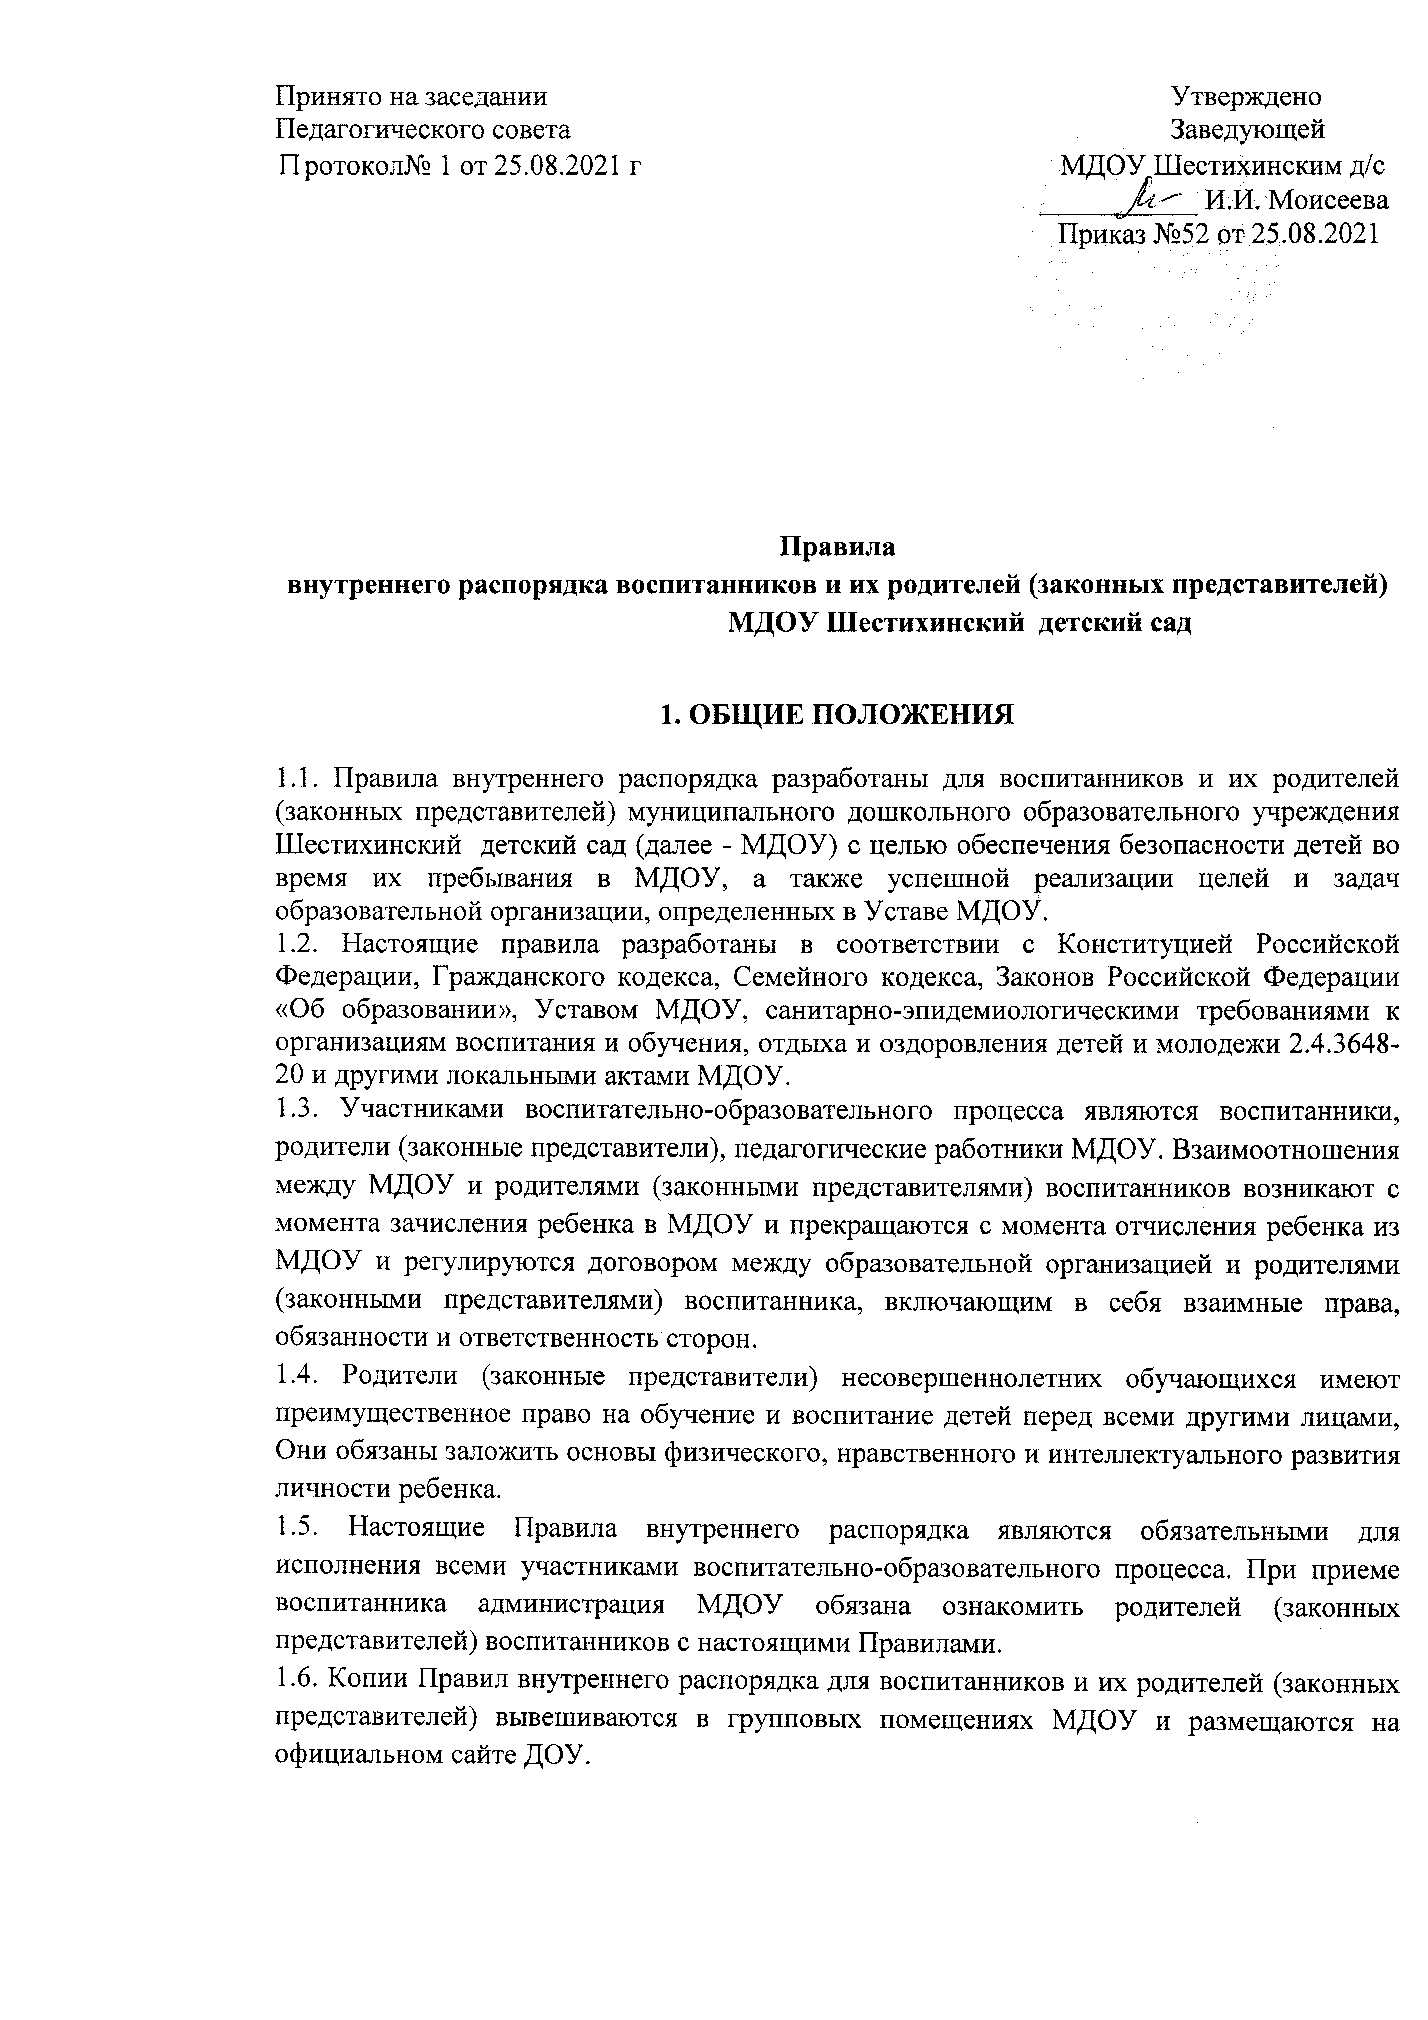 Принято на заседании
Педагогического совета
Протокол№ 1 от 25.08.2021 г
Утверждено
Заведующей
МДОУ Шестихинским д/с
И.И. Моисеева
Приказ №52 от 25.08.2021
Правила
внутреннего распорядка воспитанников и их родителей (законных представителей)
МДОУ Шестихинский детский сад
1. ОБЩИЕ ПОЛОЖЕНИЯ
1.1. Правила внутреннего распорядка разработаны для воспитанников и их родителей
(законных представителей) муниципального дошкольного образовательного учреждения
Шестихинский детский сад (далее - МДОУ) с целью обеспечения безопасности детей во
время их пребывания в МДОУ, а также успешной реализации целей и задач
образовательной организации, определенных в Уставе МДОУ.
1.2. Настоящие правила разработаны в соответствии с Конституцией Российской
Федерации, Гражданского кодекса, Семейного кодекса, Законов Российской Федерации
«Об образовании», Уставом МДОУ, санитарно-эпидемиологическими требованиями к
организациям воспитания и обучения, отдыха и оздоровления детей и молодежи 2.4.3648-
20 и другими локальными актами МДОУ.
1.3. Участниками воспитательно-образовательного процесса являются воспитанники,
родители (законные представители), педагогические работники МДОУ. Взаимоотношения
между МДОУ и родителями (законными представителями) воспитанников возникают с
момента зачисления ребенка в МДОУ и прекращаются с момента отчисления ребенка из
МДОУ и регулируются договором между образовательной организацией и родителями
(законными представителями) воспитанника, включающим в себя взаимные права,
обязанности и ответственность сторон.
1.4. Родители (законные представители) несовершеннолетних обучающихся имеют
преимущественное право на обучение и воспитание детей перед всеми другими лицами,
Они обязаны заложить основы физического, нравственного и интеллектуального развития
личности ребенка.
1.5. Настоящие Правила внутреннего распорядка являются обязательными для
исполнения всеми участниками воспитательно-образовательного процесса. При приеме
воспитанника администрация МДОУ обязана ознакомить родителей (законных
представителей) воспитанников с настоящими Правилами.
1.6. Копии Правил внутреннего распорядка для воспитанников и их родителей (законных
представителей) вывешиваются в групповых помещениях МДОУ и размещаются на
официальном сайте ДОУ.